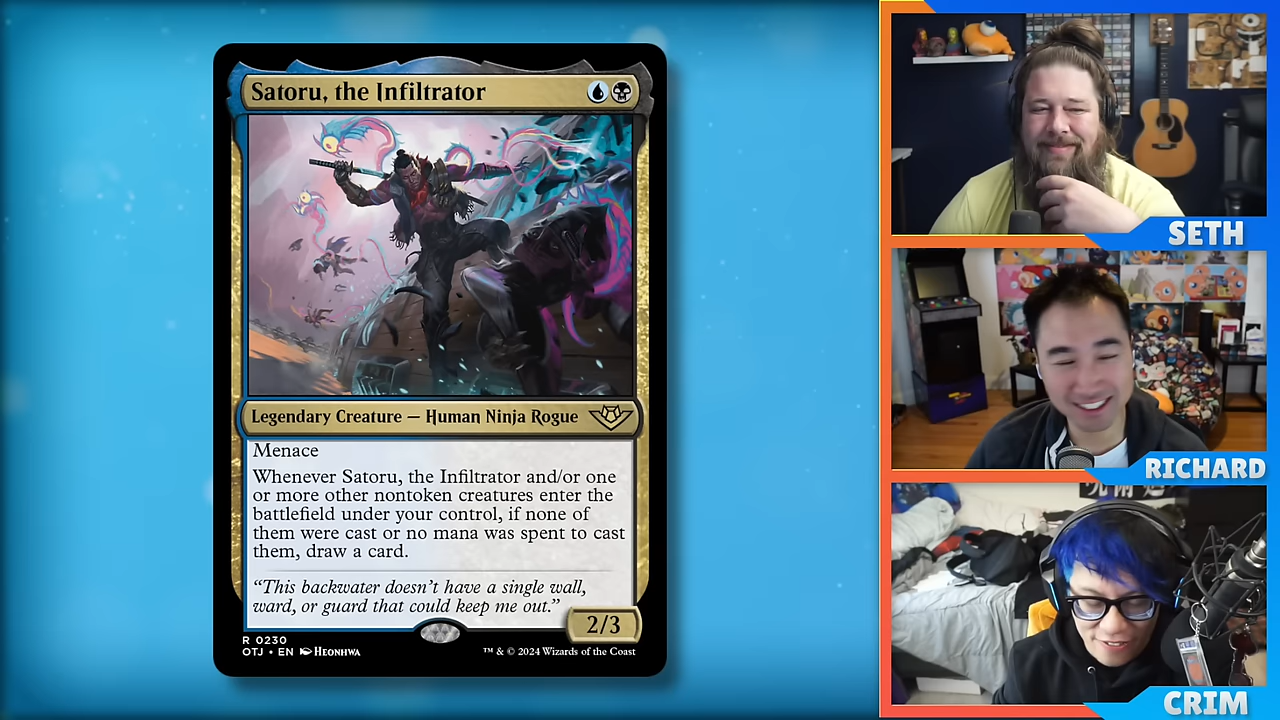 Satoru, the Infiltrator
Legendary Creature — Human Ninja Rogue
Menace
Whenever Satoru, the Infiltrator and/or one
or more other nontoken creatures enter the
battlefield under your control, if none of
them were cast or no mana was spent to cast
them, draw a card.
“This backwater doesn’t have a single wall,
ward, or guard that could keep me out.”
2/3
R 0230
OTJ • EN HEONHWA
™ & © 2024 Wizards of the Coast
SETH
RICHARD
CRIM